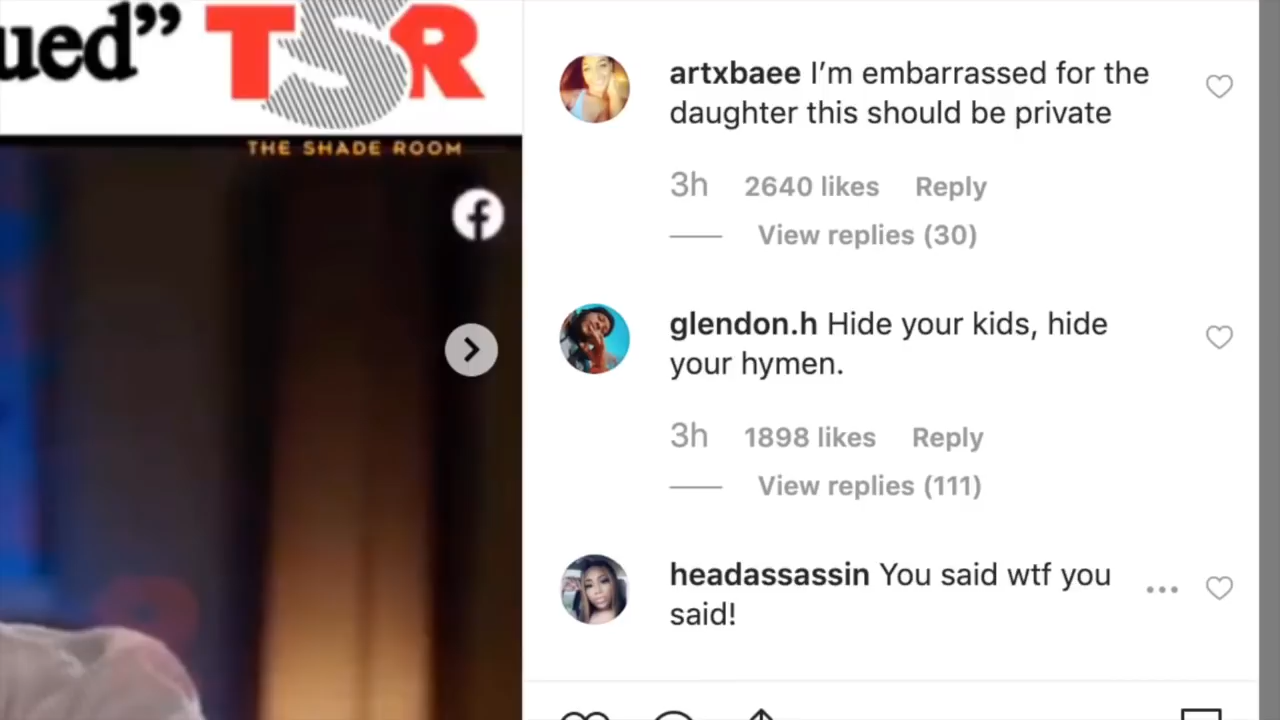 ued”
TSR
THE SHADE ROOM
artxbaee I’m embarrassed for the
daughter this should be private
3h 2640 likes Reply
View replies (30)
glendon.h Hide your kids, hide
your hymen.
3h 1898 likes Reply
View replies (111)
headassassin You said wtf you
said!